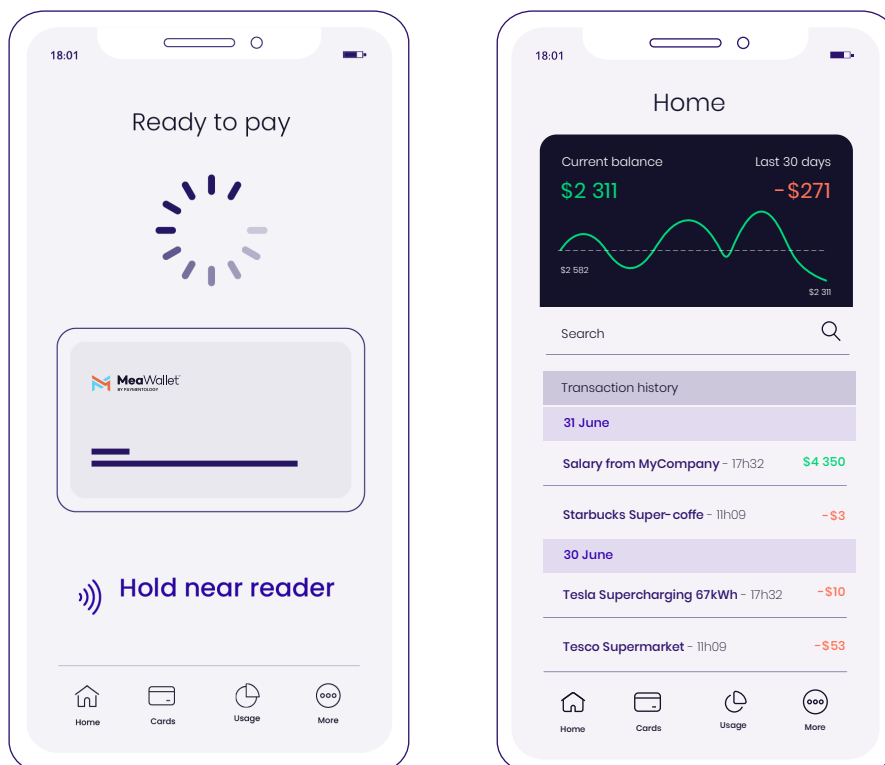 18:01
Ready to pay
MeaWallet
BY PAYMENTOLOGY
Hold near reader
Home
Cards
Usage
More
18:01
Home
Current balance
Last 30 days
$2 311
-$271
$2 582
$2 311
Search
Transaction history
31 June
Salary from MyCompany - 17h32
$4 350
Starbucks Super-coffe - 11h09
-$3
30 June
Tesla Supercharging 67kWh - 17h32
-$10
Tesco Supermarket - 11h09
-$53
Home
Cards
Usage
More